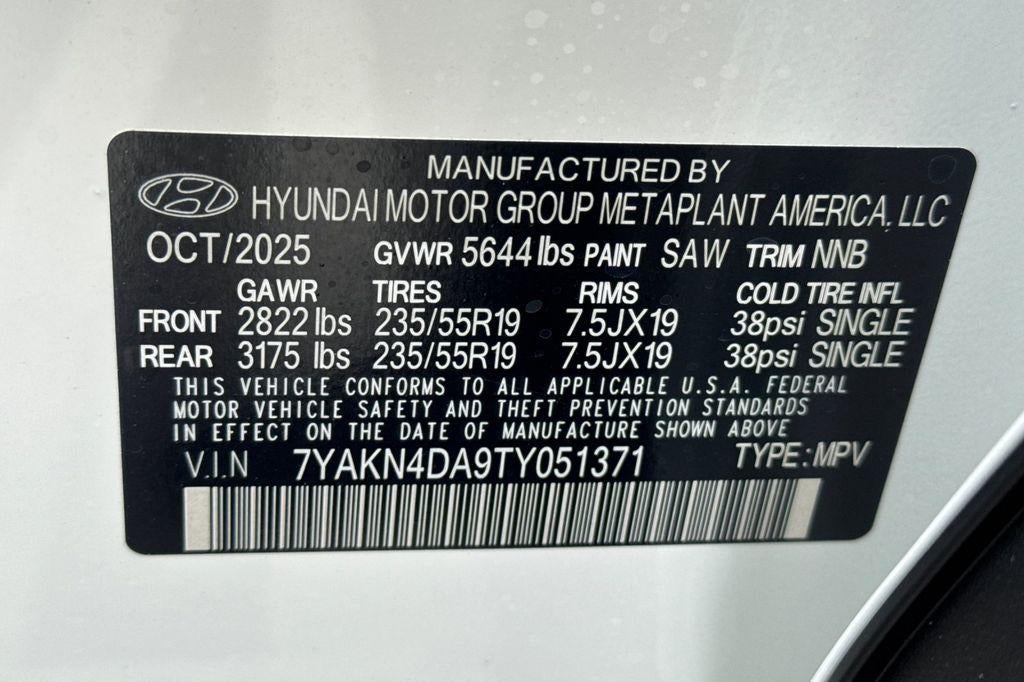 MANUFACTURED BY
HYUNDAI MOTOR GROUP METAPLANT AMERICA, LLC
OCT/2025 GVWR 5644 lbs PAINT SAW TRIM NNB
GAWR TIRES RIMS COLD TIRE INFL
FRONT 2822 lbs 235/55R19 7.5JX19 38psi SINGLE
REAR 3175 lbs 235/55R19 7.5JX19 38psi SINGLE
THIS VEHICLE CONFORMS TO ALL APPLICABLE U.S.A. FEDERAL
MOTOR VEHICLE SAFETY AND THEFT PREVENTION STANDARDS
IN EFFECT ON THE DATE OF MANUFACTURE SHOWN ABOVE
V.I.N 7YAKN4DA9TY051371 TYPE:MPV